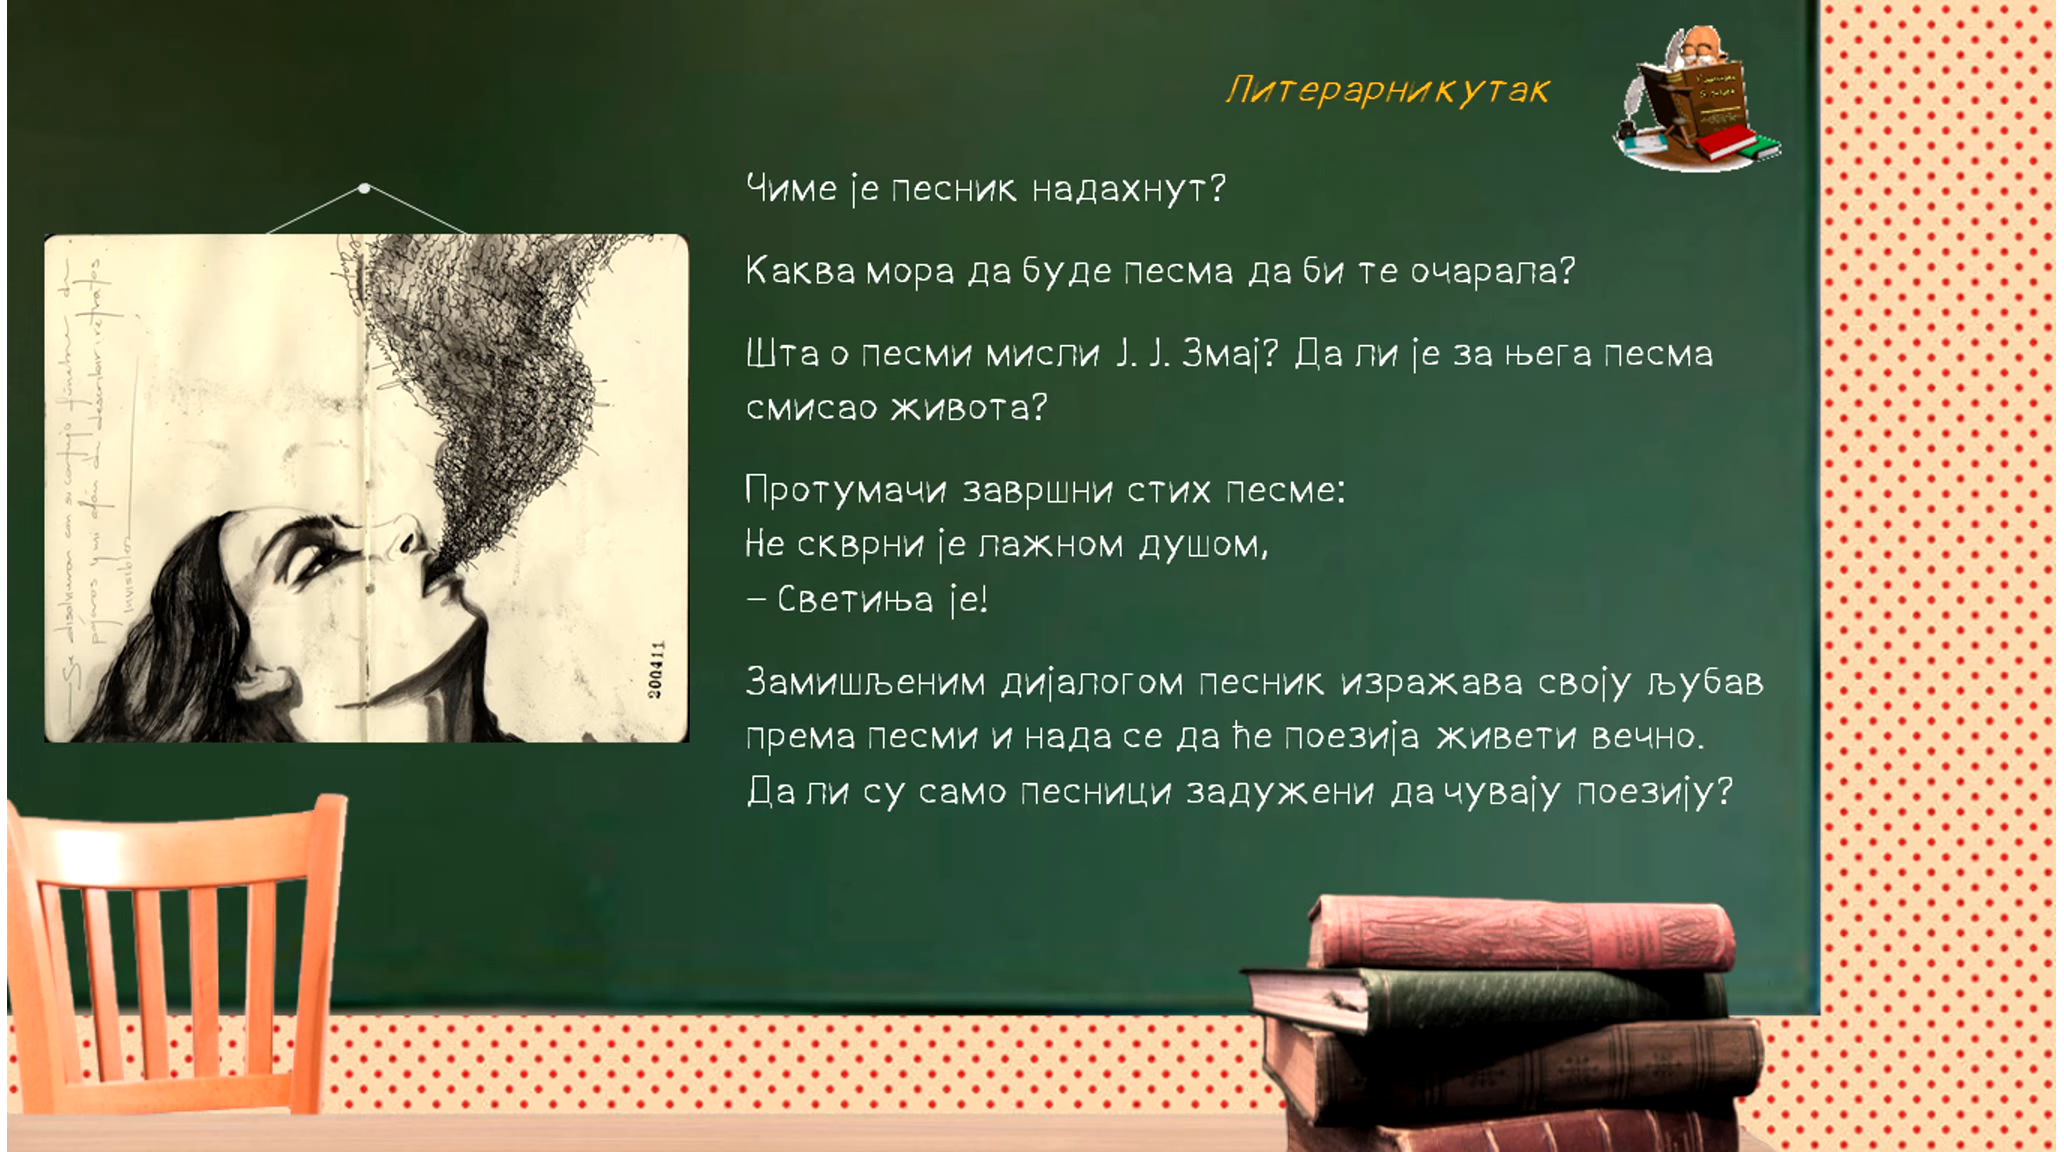 Литерарни кутак
Чиме је песник надахнут?
Каква мора да буде песма да би те очарала?
Шта о песми мисли Ј. Ј. Змај? Да ли је за њега песма
смисао живота?
Протумачи завршни стих песме:
Не скврни је лажном душом,
– Светиња је!
Замишљеним дијалогом песник изражава своју љубав
према песми и нада се да ће поезија живети вечно.
Да ли су само песници задужени да чувају поезију?
200411